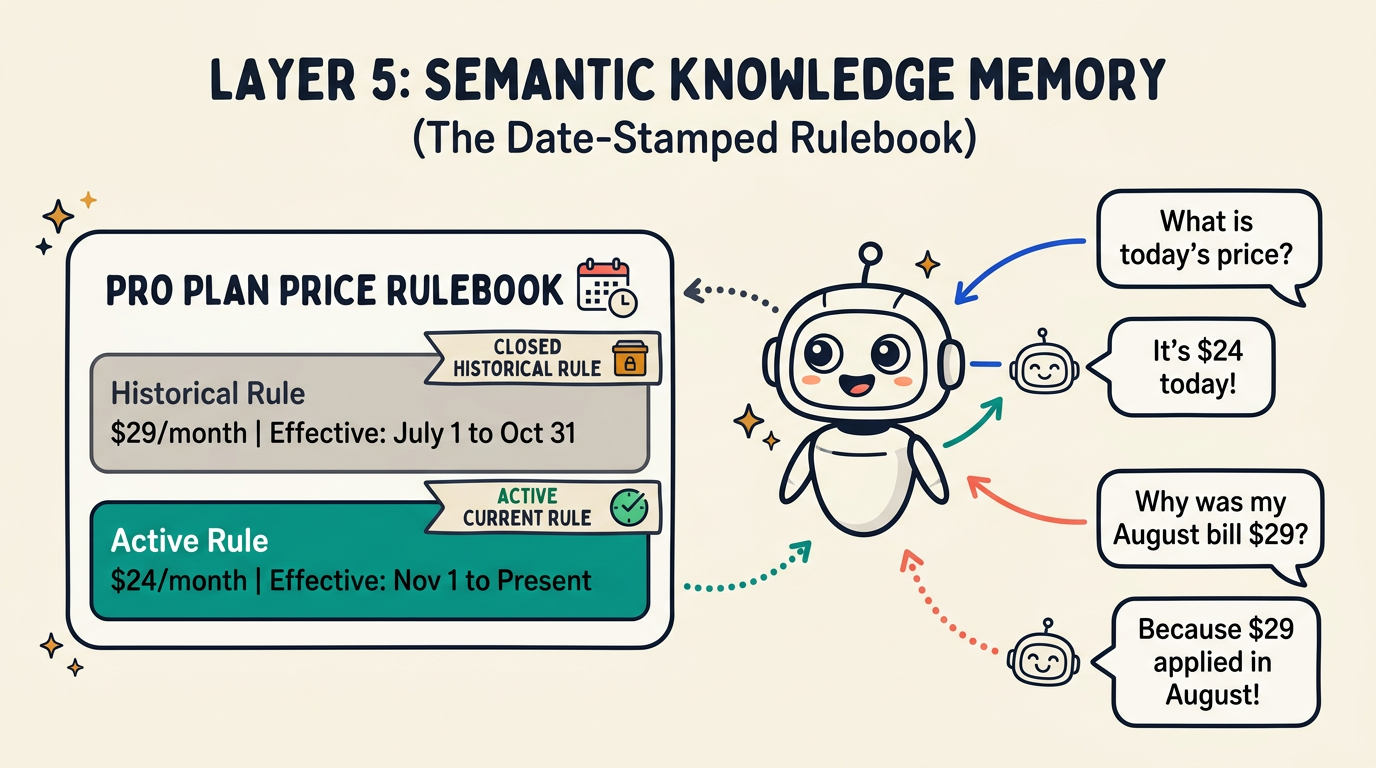 LAYER 5: SEMANTIC KNOWLEDGE MEMORY
(The Date-Stamped Rulebook)
PRO PLAN PRICE RULEBOOK
CLOSED
HISTORICAL RULE
Historical Rule
$29/month | Effective: July 1 to Oct 31
ACTIVE
CURRENT RULE
Active Rule
$24/month | Effective: Nov 1 to Present
What is
today's price?
It's $24
today!
Why was my
August bill $29?
Because $29
applied in
August!